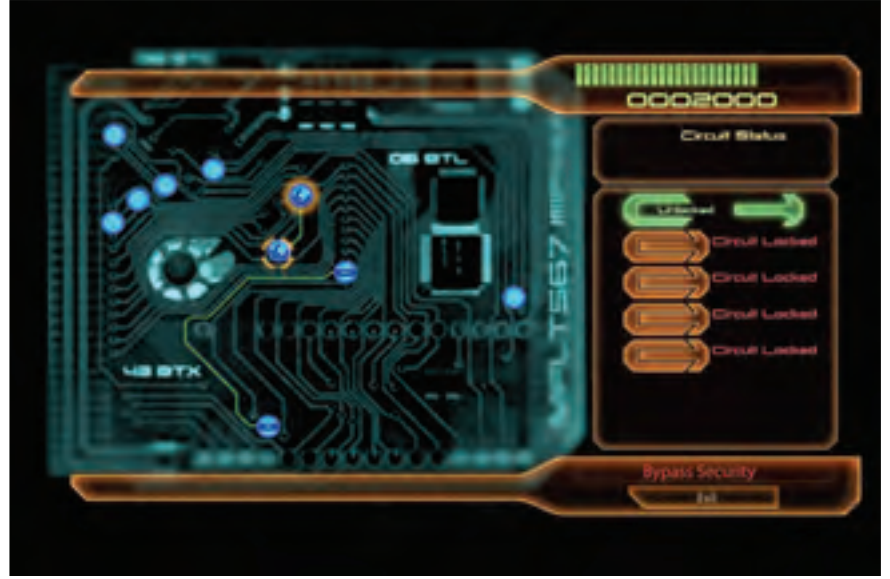 0002000
Circuit Status
06 BTL
Unlocked
Circuit Locked
Circuit Locked
Circuit Locked
Circuit Locked
43 BTX
Bypass Security
Exit